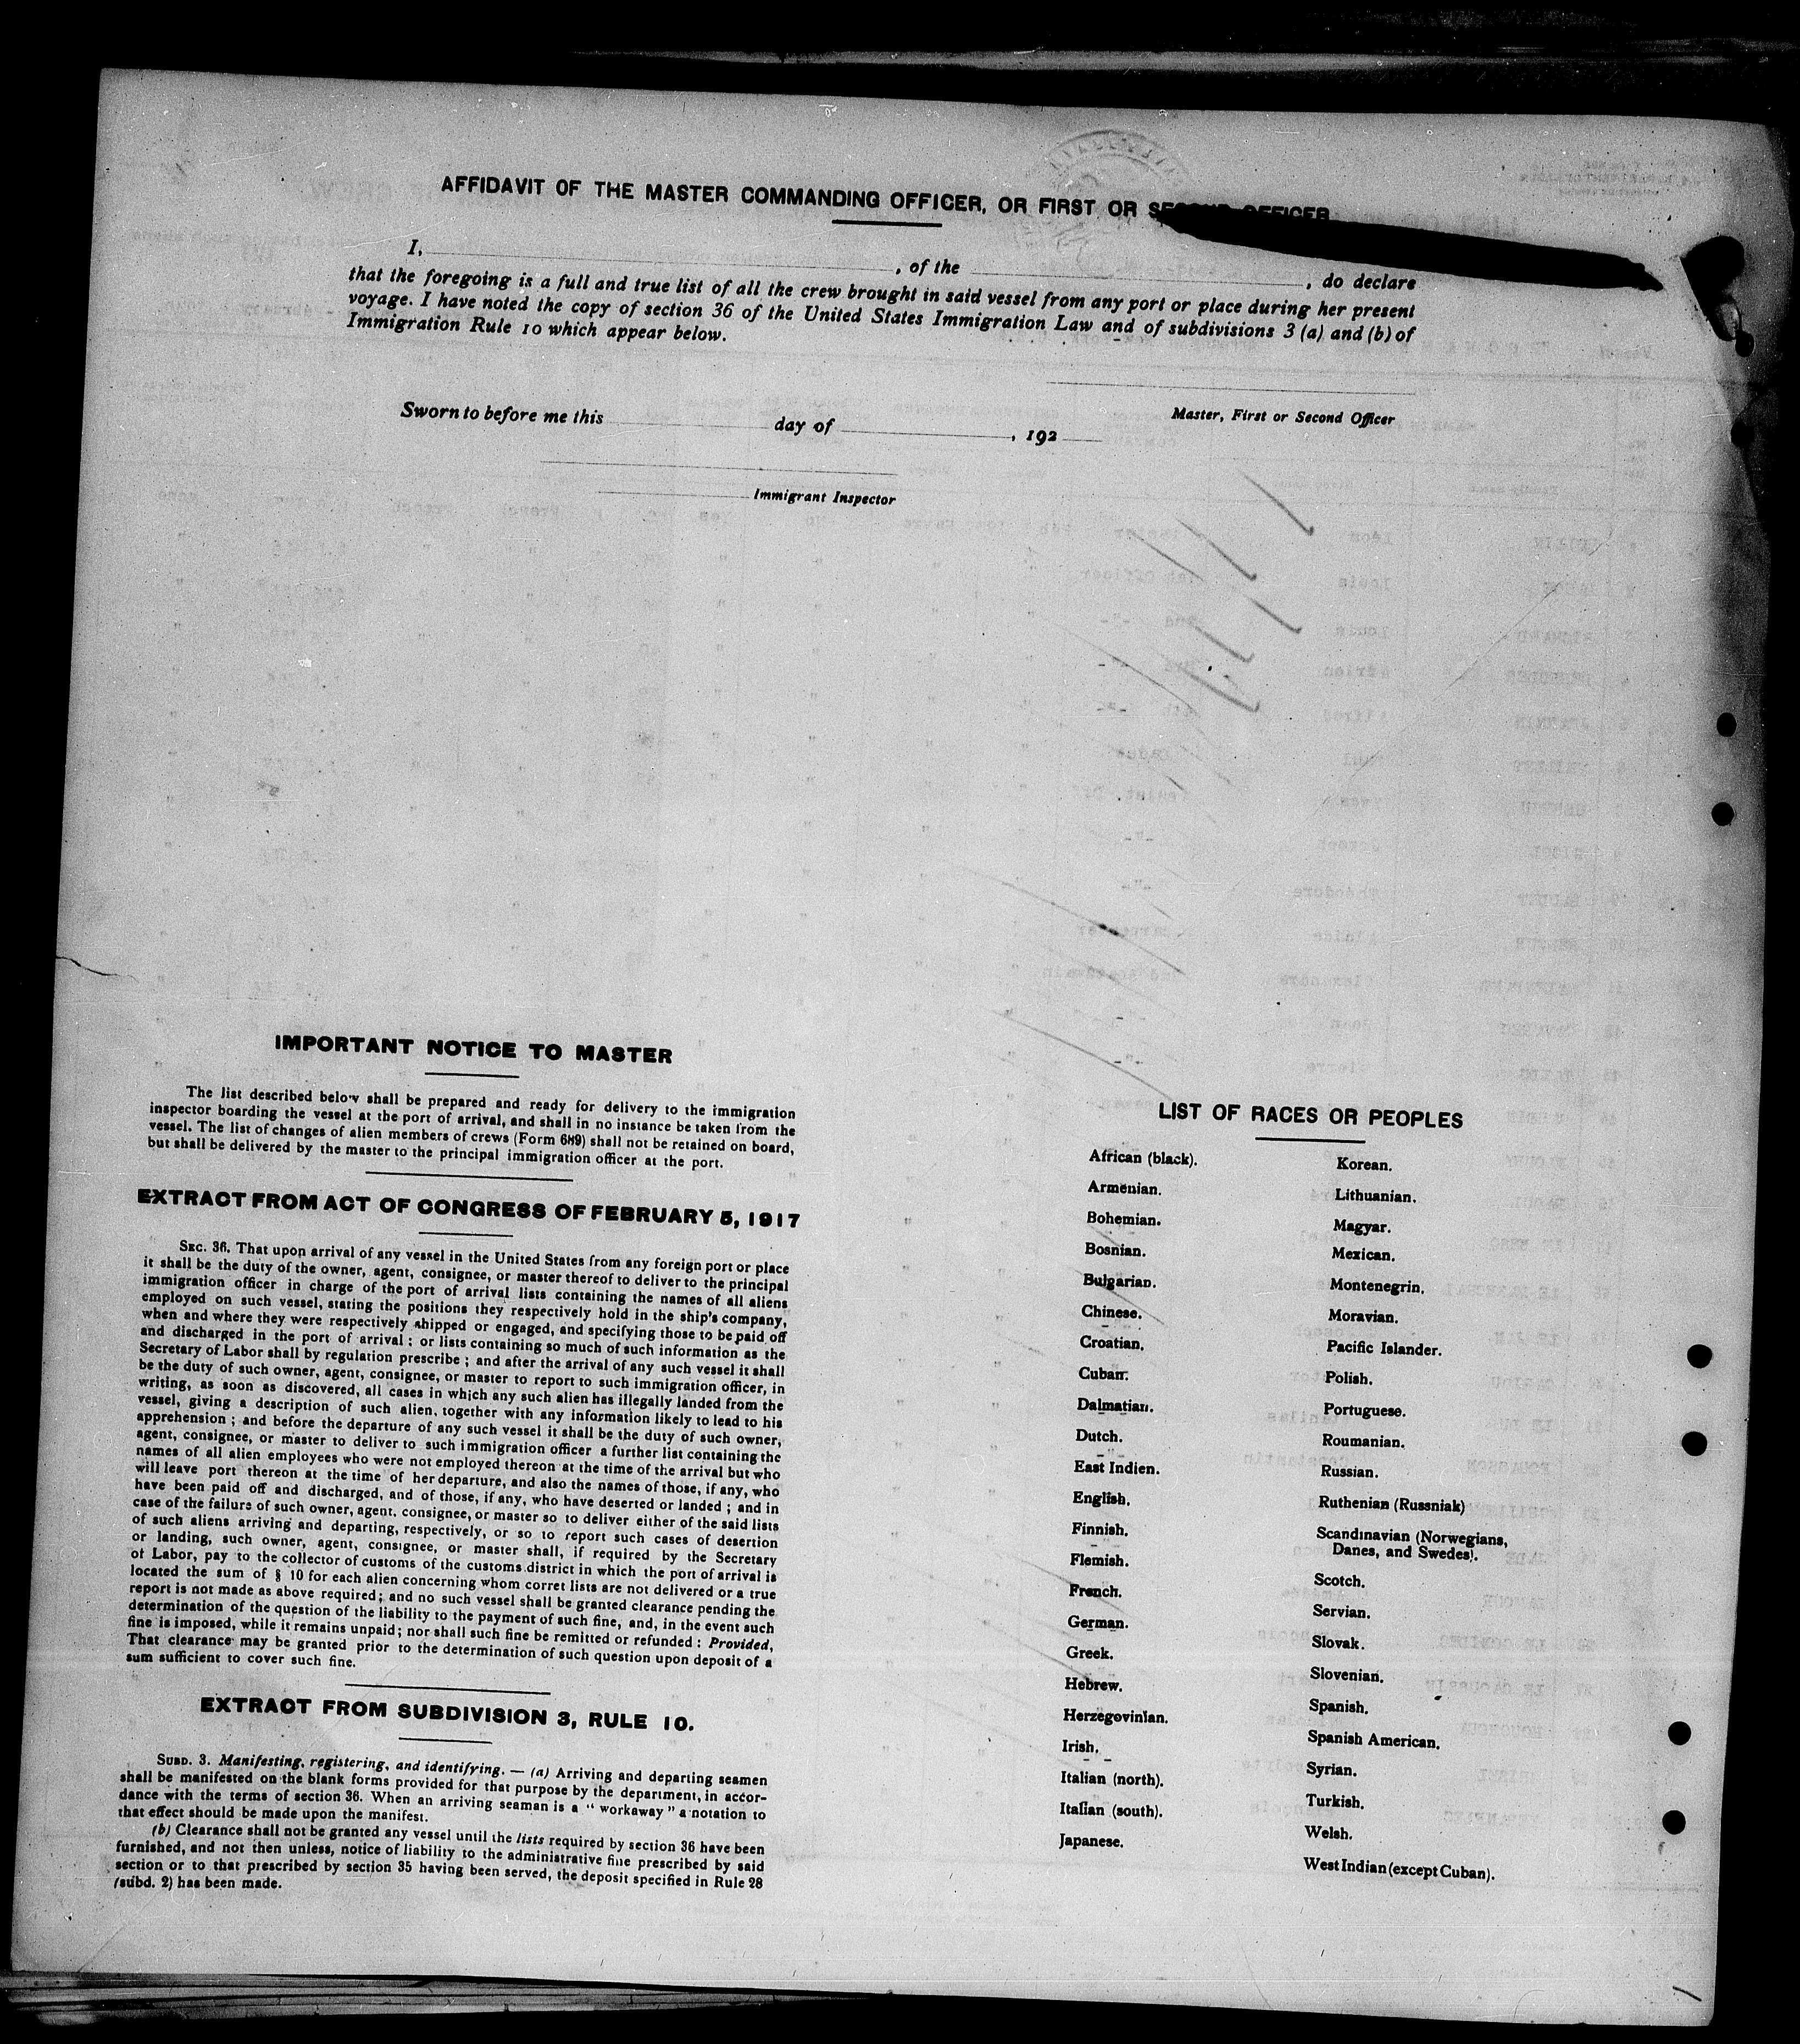 AFFIDAVIT OF THE MASTER COMMANDING OFFICER, OR FIRST OR SECOND OFFICER
I, , of the , do declare
that the foregoing is a full and true list of all the crew brought in said vessel from any port or place during her present
voyage. I have noted the copy of section 36 of the United States Immigration Law and of subdivisions 3 (a) and (b) of
Immigration Rule 10 which appear below.
Master, First or Second Officer
Sworn to before me this day of , 192
Immigrant Inspector
IMPORTANT NOTICE TO MASTER
The list described below shall be prepared and ready for delivery to the immigration
inspector boarding the vessel at the port of arrival, and shall in no instance be taken from the
vessel. The list of changes of alien members of crews (Form 689) shall not be retained on board,
but shall be delivered by the master to the principal immigration officer at the port.
EXTRACT FROM ACT OF CONGRESS OF FEBRUARY 5, 1917
SEC. 36. That upon arrival of any vessel in the United States from any foreign port or place
it shall be the duty of the owner, agent, consignee, or master thereof to deliver to the principal
immigration officer in charge of the port of arrival lists containing the names of all aliens
employed on such vessel, stating the positions they respectively hold in the ship's company,
when and where they were respectively shipped or engaged, and specifying those to be paid off
and discharged in the port of arrival ; or lists containing so much of such information as the
Secretary of Labor shall by regulation prescribe ; and after the arrival of any such vessel it shall
be the duty of such owner, agent, consignee, or master to report to such immigration officer, in
writing, as soon as discovered, all cases in which any such alien has illegally landed from the
vessel, giving a description of such alien, together with any information likely to lead to his
apprehension ; and before the departure of any such vessel it shall be the duty of such owner,
agent, consignee, or master to deliver to such immigration officer a further list containing the
names of all alien employees who were not employed thereon at the time of the arrival but who
will leave port thereon at the time of her departure, and also the names of those, if any, who
have been paid off and discharged, and of those, if any, who have deserted or landed ; and in
case of the failure of such owner, agent, consignee, or master so to deliver either of the said lists
of such aliens arriving and departing, respectively, or so to report such cases of desertion
or landing, such owner, agent, consignee, or master shall, if required by the Secretary
of Labor, pay to the collector of customs of the customs district in which the port of arrival is
located the sum of § 10 for each alien concerning whom corret lists are not delivered or a true
report is not made as above required ; and no such vessel shall be granted clearance pending the
determination of the question of the liability to the payment of such fine, and, in the event such
fine is imposed, while it remains unpaid ; nor shall such fine be remitted or refunded : Provided,
That clearance may be granted prior to the determination of such question upon deposit of a
sum sufficient to cover such fine.
EXTRACT FROM SUBDIVISION 3, RULE 10.
SUBD. 3. Manifesting, registering, and identifying. — (a) Arriving and departing seamen
shall be manifested on the blank forms provided for that purpose by the department, in accor-
dance with the terms of section 36. When an arriving seaman is a " workaway " a notation to
that effect should be made upon the manifest.
(b) Clearance shall not be granted any vessel until the lists required by section 36 have been
furnished, and not then unless, notice of liability to the administrative fine prescribed by said
section or to that prescribed by section 35 having been served, the deposit specified in Rule 28
(subd. 2) has been made.
LIST OF RACES OR PEOPLES
African (black).
Armenian.
Bohemian.
Bosnian.
Bulgarian.
Chinese.
Croatian.
Cuban.
Dalmatian.
Dutch.
East Indien.
English.
Finnish.
Flemish.
French.
German.
Greek.
Hebrew.
Herzegovinian.
Irish.
Italian (north).
Italian (south).
Japanese.
Korean.
Lithuanian.
Magyar.
Mexican.
Montenegrin.
Moravian.
Pacific Islander.
Polish.
Portuguese.
Roumanian.
Russian.
Ruthenian (Russniak)
Scandinavian (Norwegians,
Danes, and Swedes).
Scotch.
Servian.
Slovak.
Slovenian.
Spanish.
Spanish American.
Syrian.
Turkish.
Welsh.
West Indian (except Cuban).